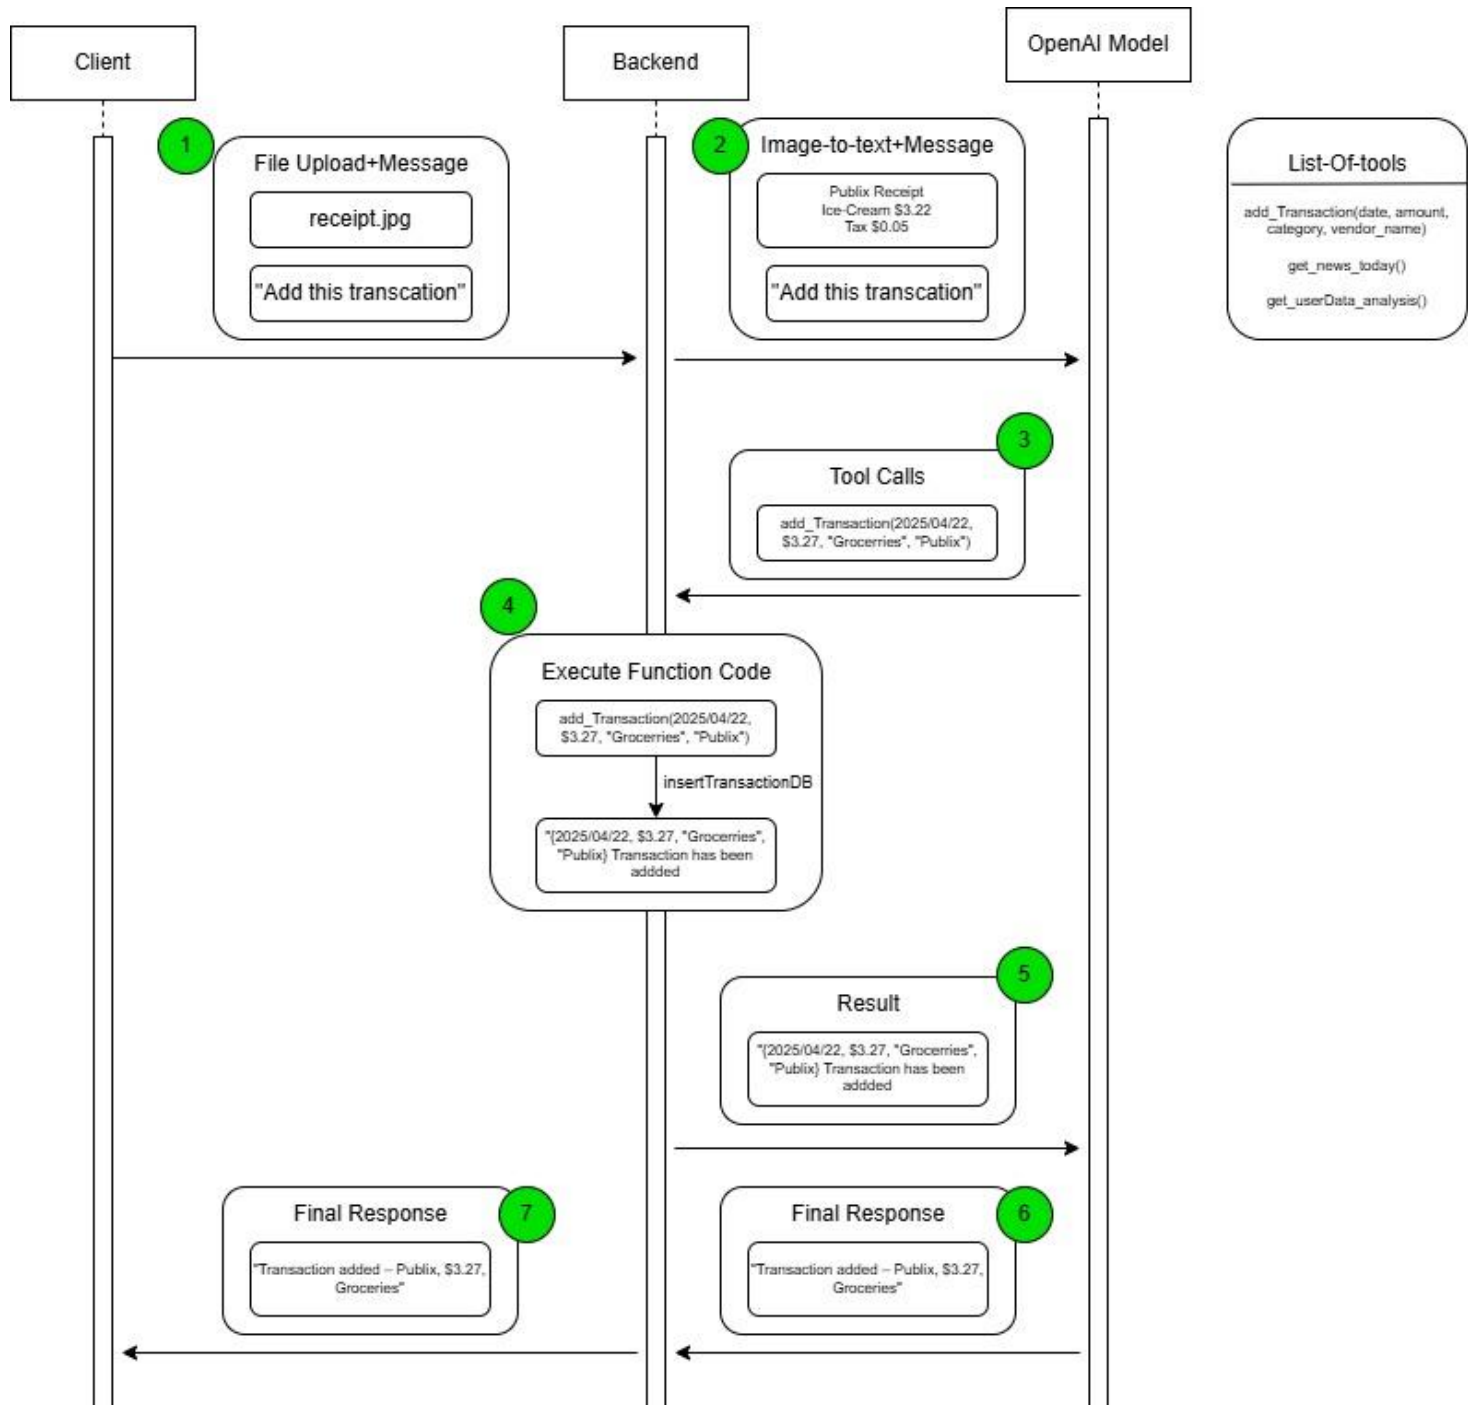 Client
Backend
OpenAI Model
1
File Upload+Message
receipt.jpg
"Add this transcation"
2
Image-to-text+Message
Publix Receipt
Ice-Cream $3.22
Tax $0.05
"Add this transcation"
List-Of-tools
add_Transaction(date, amount,
category, vendor_name)
get_news_today()
get_userData_analysis()
3
Tool Calls
add_Transaction(2025/04/22,
$3.27, "Grocerries", "Publix")
4
Execute Function Code
add_Transaction(2025/04/22,
$3.27, "Grocerries", "Publix")
insertTransactionDB
"{2025/04/22, $3.27, "Grocerries",
"Publix} Transaction has been
addded
5
Result
"{2025/04/22, $3.27, "Grocerries",
"Publix} Transaction has been
addded
7
Final Response
"Transaction added – Publix, $3.27,
Groceries"
6
Final Response
"Transaction added – Publix, $3.27,
Groceries"